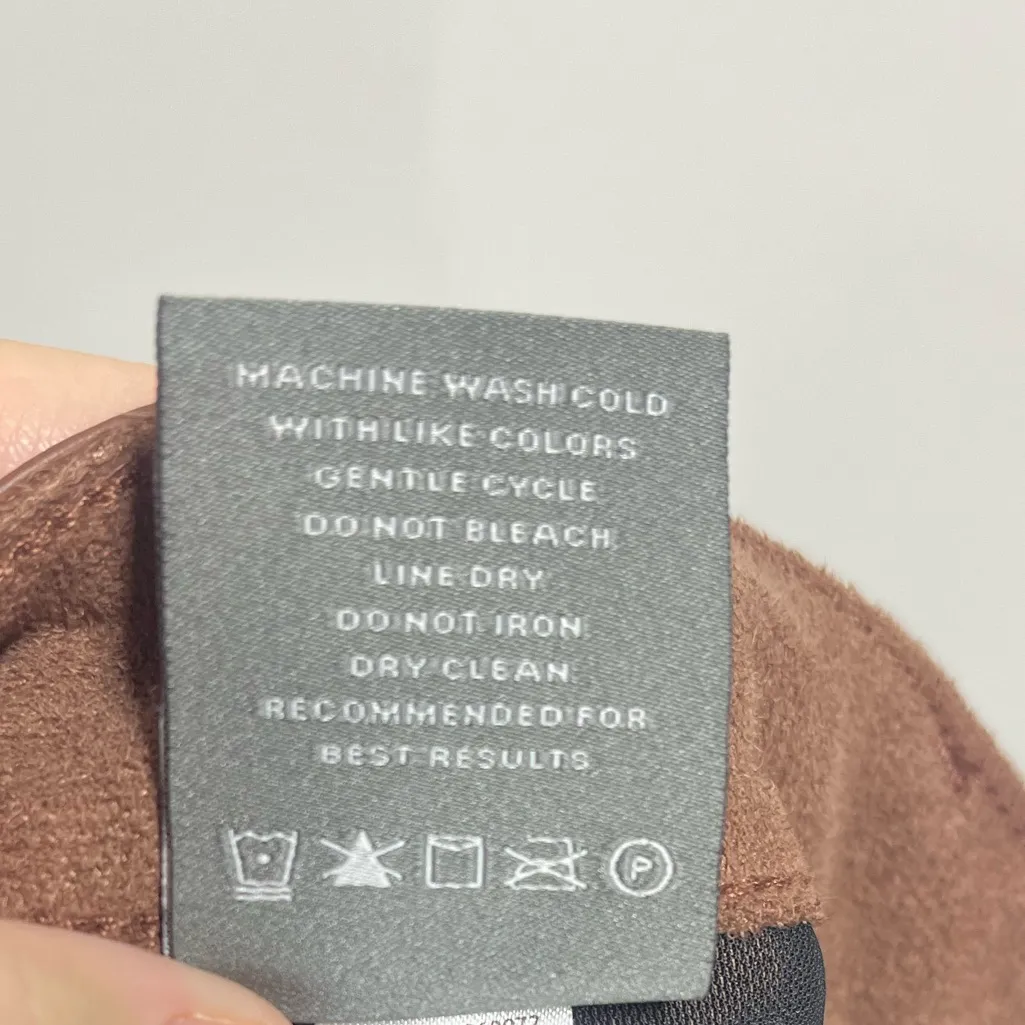 MACHINE WASH COLD
WITH LIKE COLORS
GENTLE CYCLE
DO NOT BLEACH
LINE DRY
DO NOT IRON
DRY CLEAN
RECOMMENDED FOR
BEST RESULTS
P